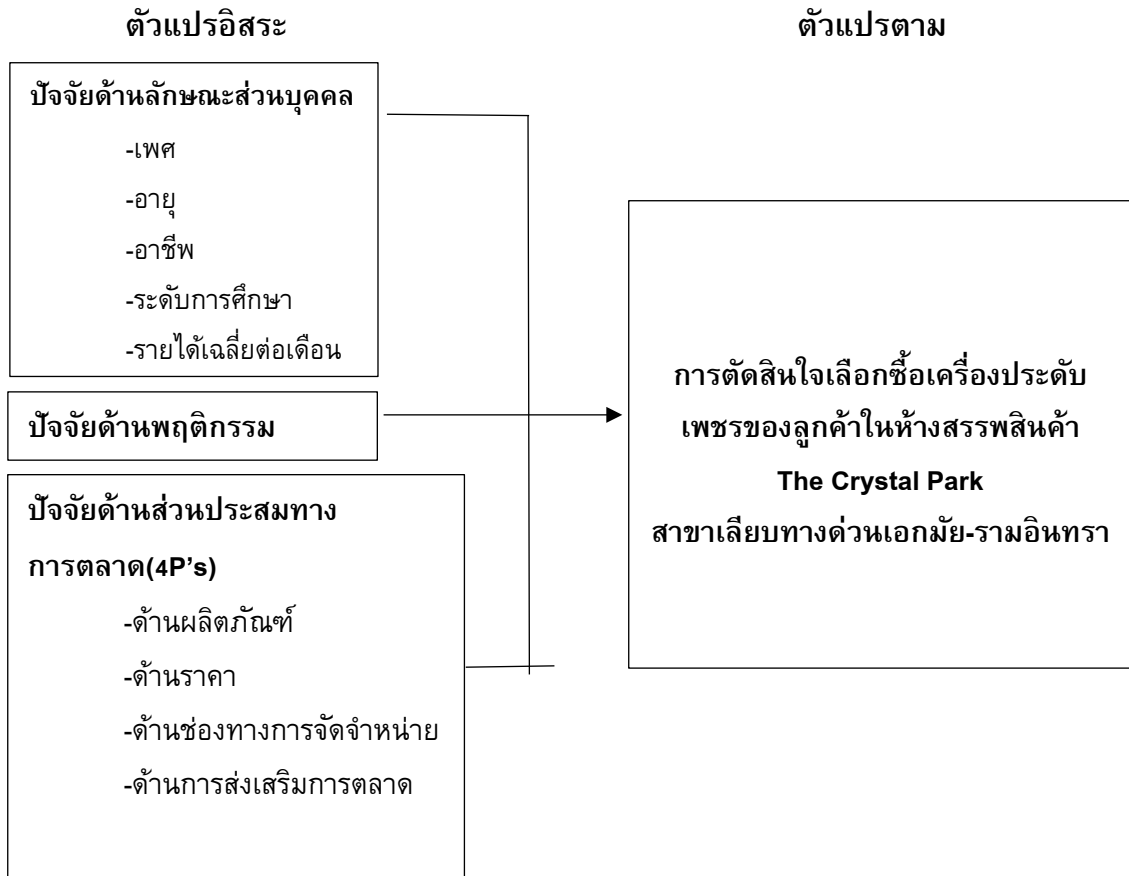 ตัวแปรอิสระ
ตัวแปรตาม
ปัจจัยด้านลักษณะส่วนบุคคล
-เพศ
-อายุ
-อาชีพ
-ระดับการศึกษา
-รายได้เฉลี่ยต่อเดือน
ปัจจัยด้านพฤติกรรม
ปัจจัยด้านส่วนประสมทาง
การตลาด(4P’s)
-ด้านผลิตภัณฑ์
-ด้านราคา
-ด้านช่องทางการจัดจำหน่าย
-ด้านการส่งเสริมการตลาด
การตัดสินใจเลือกซื้อเครื่องประดับ
เพชรของลูกค้าในห้างสรรพสินค้า
The Crystal Park
สาขาเลียบทางด่วนเอกมัย-รามอินทรา